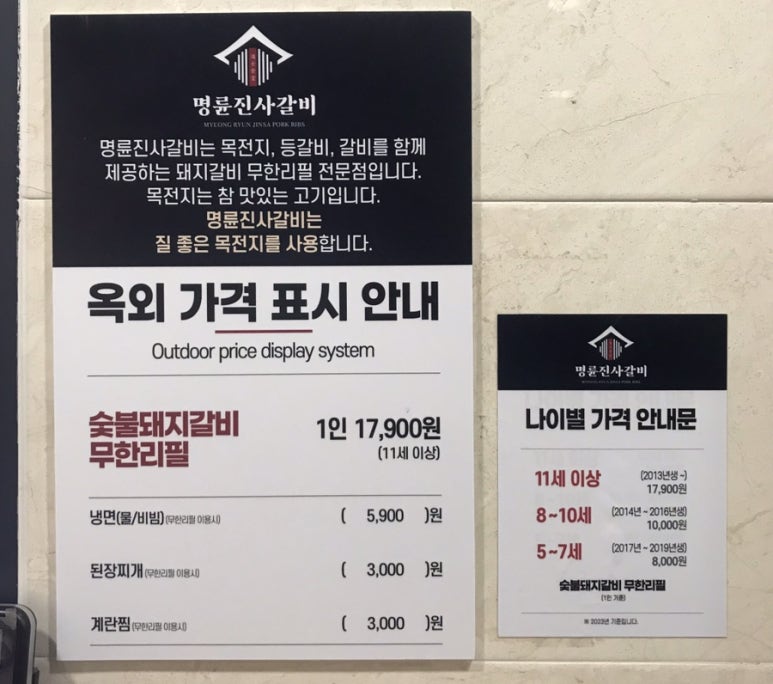 명륜진사갈비
MYEONG RYUN JINSA PORK RIBS
명륜진사갈비는 목전지, 등갈비, 갈비를 함께
제공하는 돼지갈비 무한리필 전문점입니다.
목전지는 참 맛있는 고기입니다.
명륜진사갈비는
질 좋은 목전지를 사용합니다.
옥외 가격 표시 안내
Outdoor price display system
숯불돼지갈비
무한리필
1인 17,900원
(11세 이상)
냉면(물/비빔)(무한리필 이용시) ( 5,900 )원
된장찌개(무한리필 이용시) ( 3,000 )원
계란찜(무한리필 이용시) ( 3,000 )원
명륜진사갈비
MYEONG RYUN JINSA PORK RIBS
나이별 가격 안내문
11세 이상 (2013년생 ~)
17,900원
8~10세 (2014년 ~ 2016년생)
10,000원
5~7세 (2017년 ~ 2019년생)
8,000원
숯불돼지갈비 무한리필
(1인 기준)
※ 2023년 기준입니다.